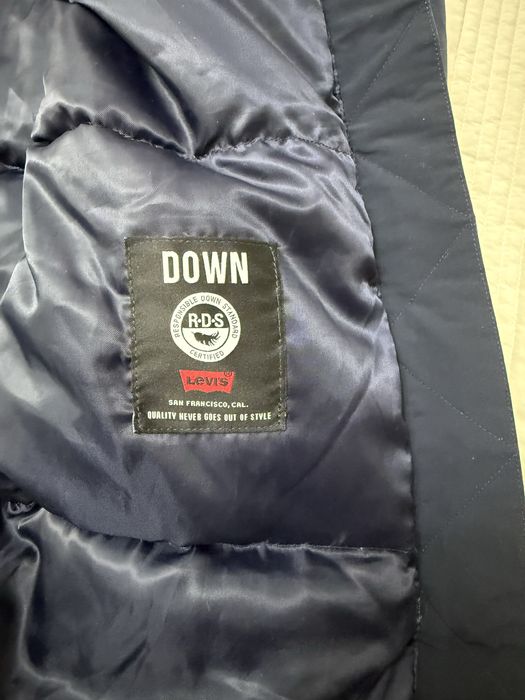 DOWN
RESPONSIBLE DOWN STANDARD
R·D·S
CERTIFIED
Levi's®
SAN FRANCISCO, CAL.
QUALITY NEVER GOES OUT OF STYLE